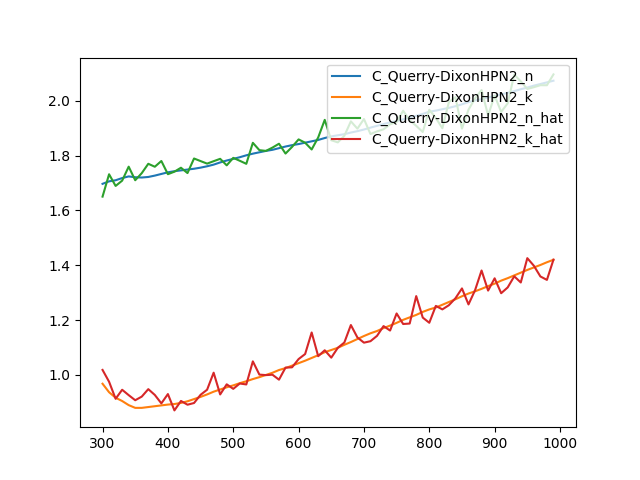 C_Querry-DixonHPN2_n
C_Querry-DixonHPN2_k
C_Querry-DixonHPN2_n_hat
C_Querry-DixonHPN2_k_hat
2.0
1.8
1.6
1.4
1.2
1.0
300 400 500 600 700 800 900 1000